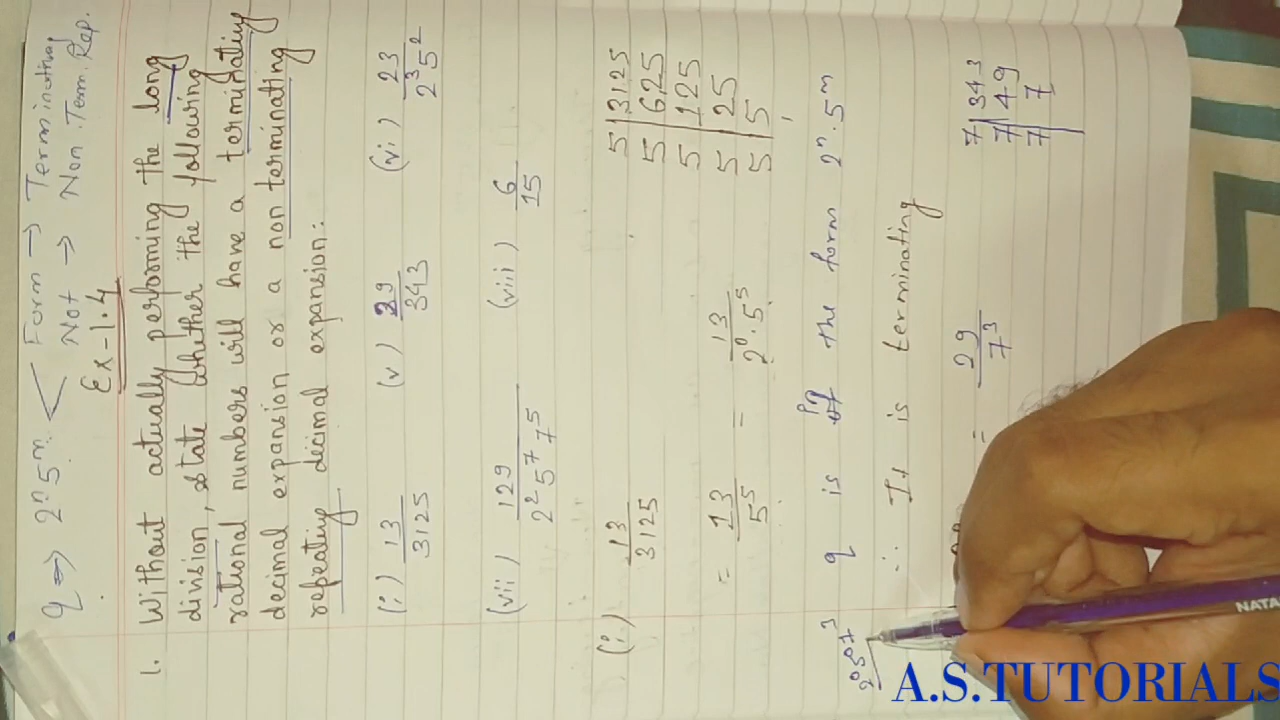 q ⇒ 2ⁿ5ᵐ < Form → Terminating
Not → Non. Term. Rep.
Ex-1.4
1. Without actually performing the long
division, state whether the following
rational numbers will have a terminating
decimal expansion or a non terminating
repeating decimal expansion:
(i) 13/3125 (v) 29/343 (vi) 23/2³5²
(vii) 129/2²5⁷7⁵ (viii) 6/15
(i) 13/3125
5|3125
5|625
5|125
5|25
5|5
= 13/5⁵ = 13/2⁰.5⁵
q is in the form 2ⁿ.5ᵐ
∴ It is terminating
2⁰5⁰7³
= 29/7³
7|343
7|49
7|7
NATA
A.S.TUTORIALS